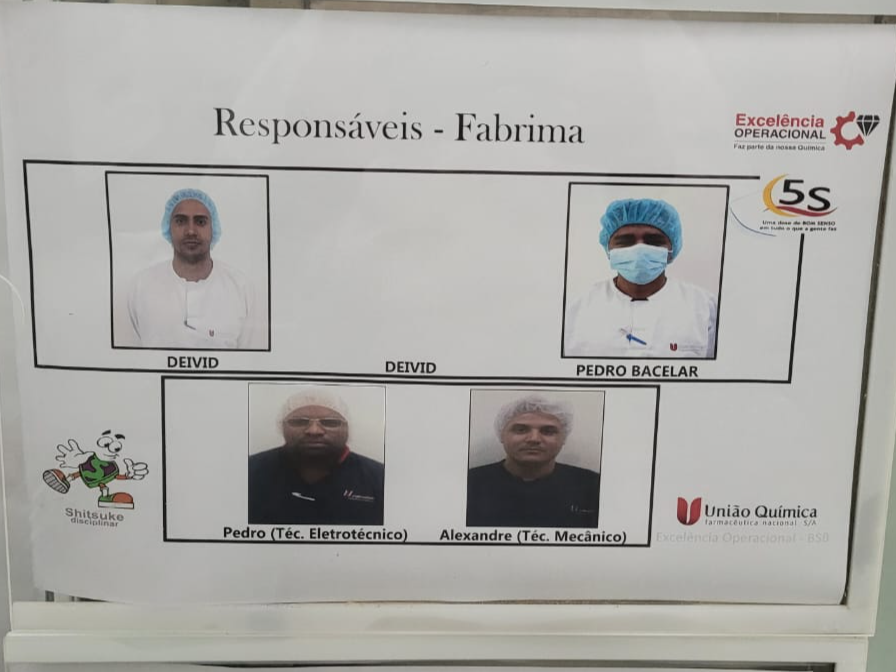 Responsáveis - Fabrima
Excelência
OPERACIONAL
Faz parte da nossa Química
5S
Uma dose de BOM SENSO
em tudo o que a gente faz
DEIVID
DEIVID
PEDRO BACELAR
Shitsuke
disciplinar
Pedro (Téc. Eletrotécnico)
Alexandre (Téc. Mecânico)
União Química
farmacêutica nacional S/A
Excelência Operacional - BSB